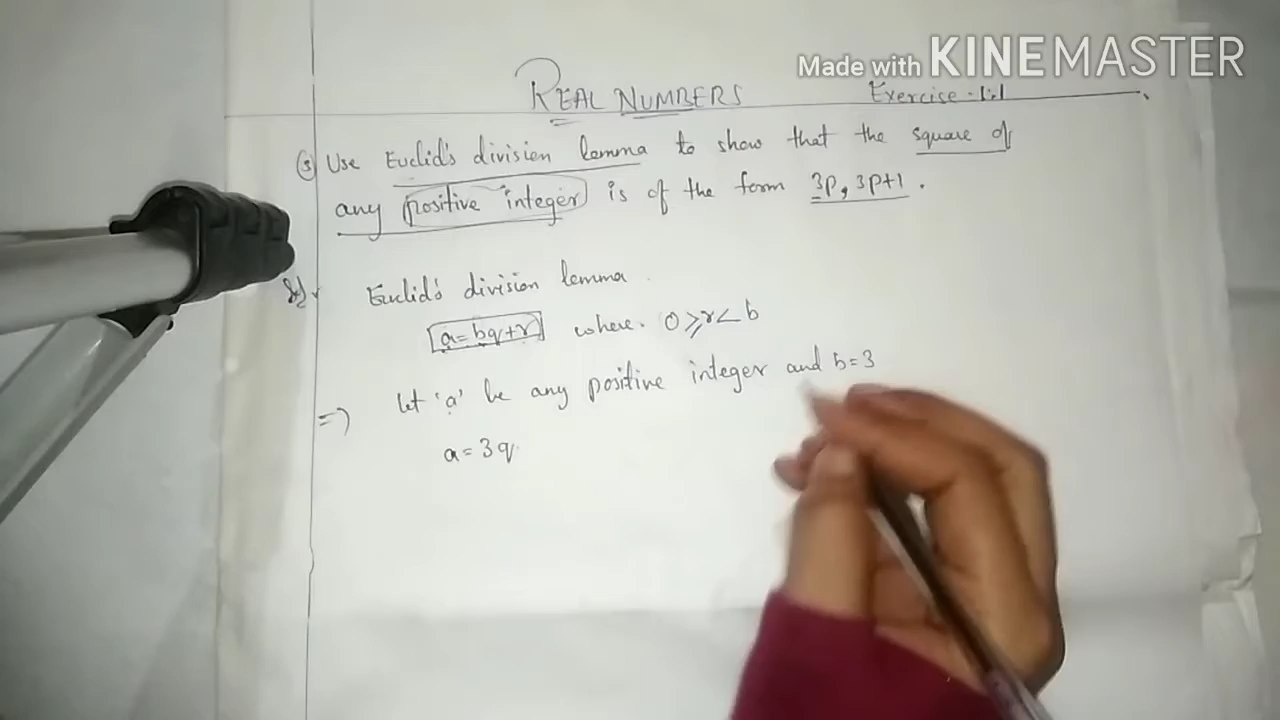 Made with KINEMASTER
REAL NUMBERS Exercise - 1.1
(3) Use Euclid's division lemma to show that the square of
any positive integer is of the form 3p, 3p+1.
Sol Euclid's division lemma
a=bq+r where 0⩾r<b
=> let 'a' be any positive integer and b=3
a=3q